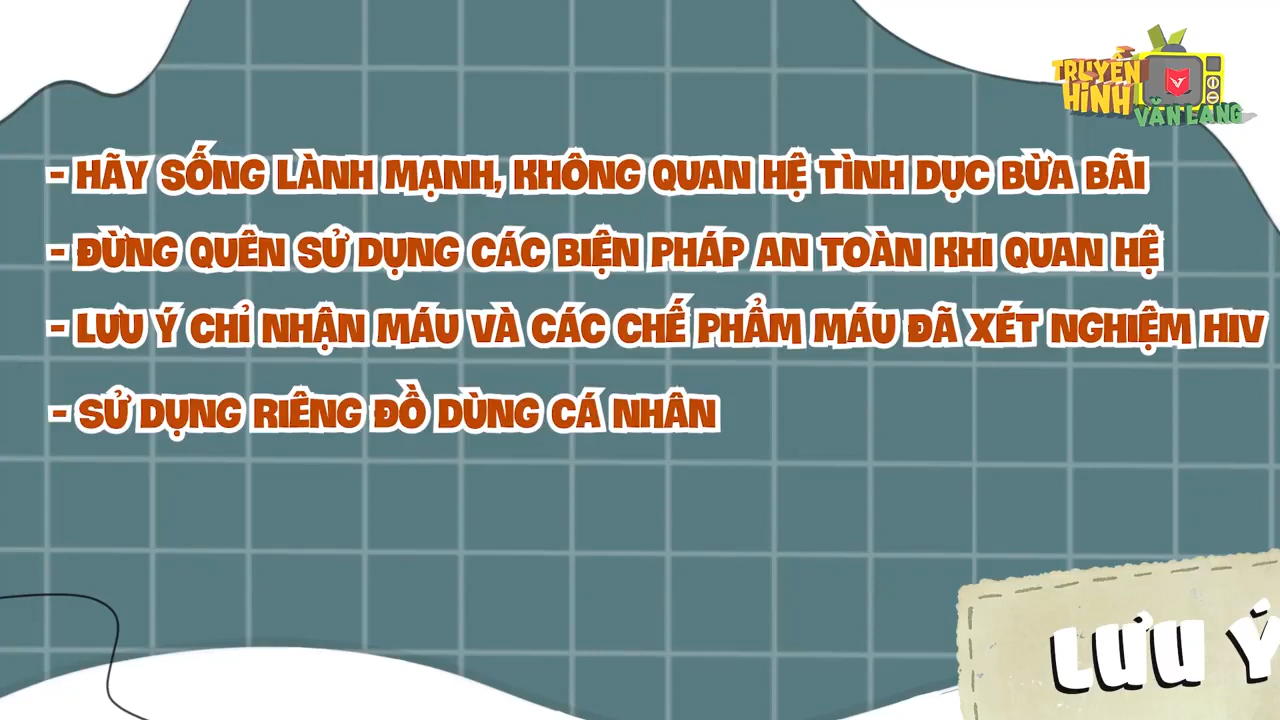 TRUYỀN
HÌNH
VĂN LANG
- HÃY SỐNG LÀNH MẠNH, KHÔNG QUAN HỆ TÌNH DỤC BỪA BÃI
- ĐỪNG QUÊN SỬ DỤNG CÁC BIỆN PHÁP AN TOÀN KHI QUAN HỆ
- LƯU Ý CHỈ NHẬN MÁU VÀ CÁC CHẾ PHẨM MÁU ĐÃ XÉT NGHIỆM HIV
- SỬ DỤNG RIÊNG ĐỒ DÙNG CÁ NHÂN
LƯU Ý